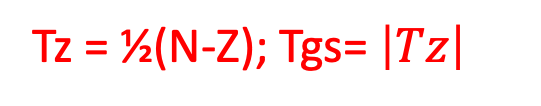 Tz = ½(N-Z); Tgs= |Tz|